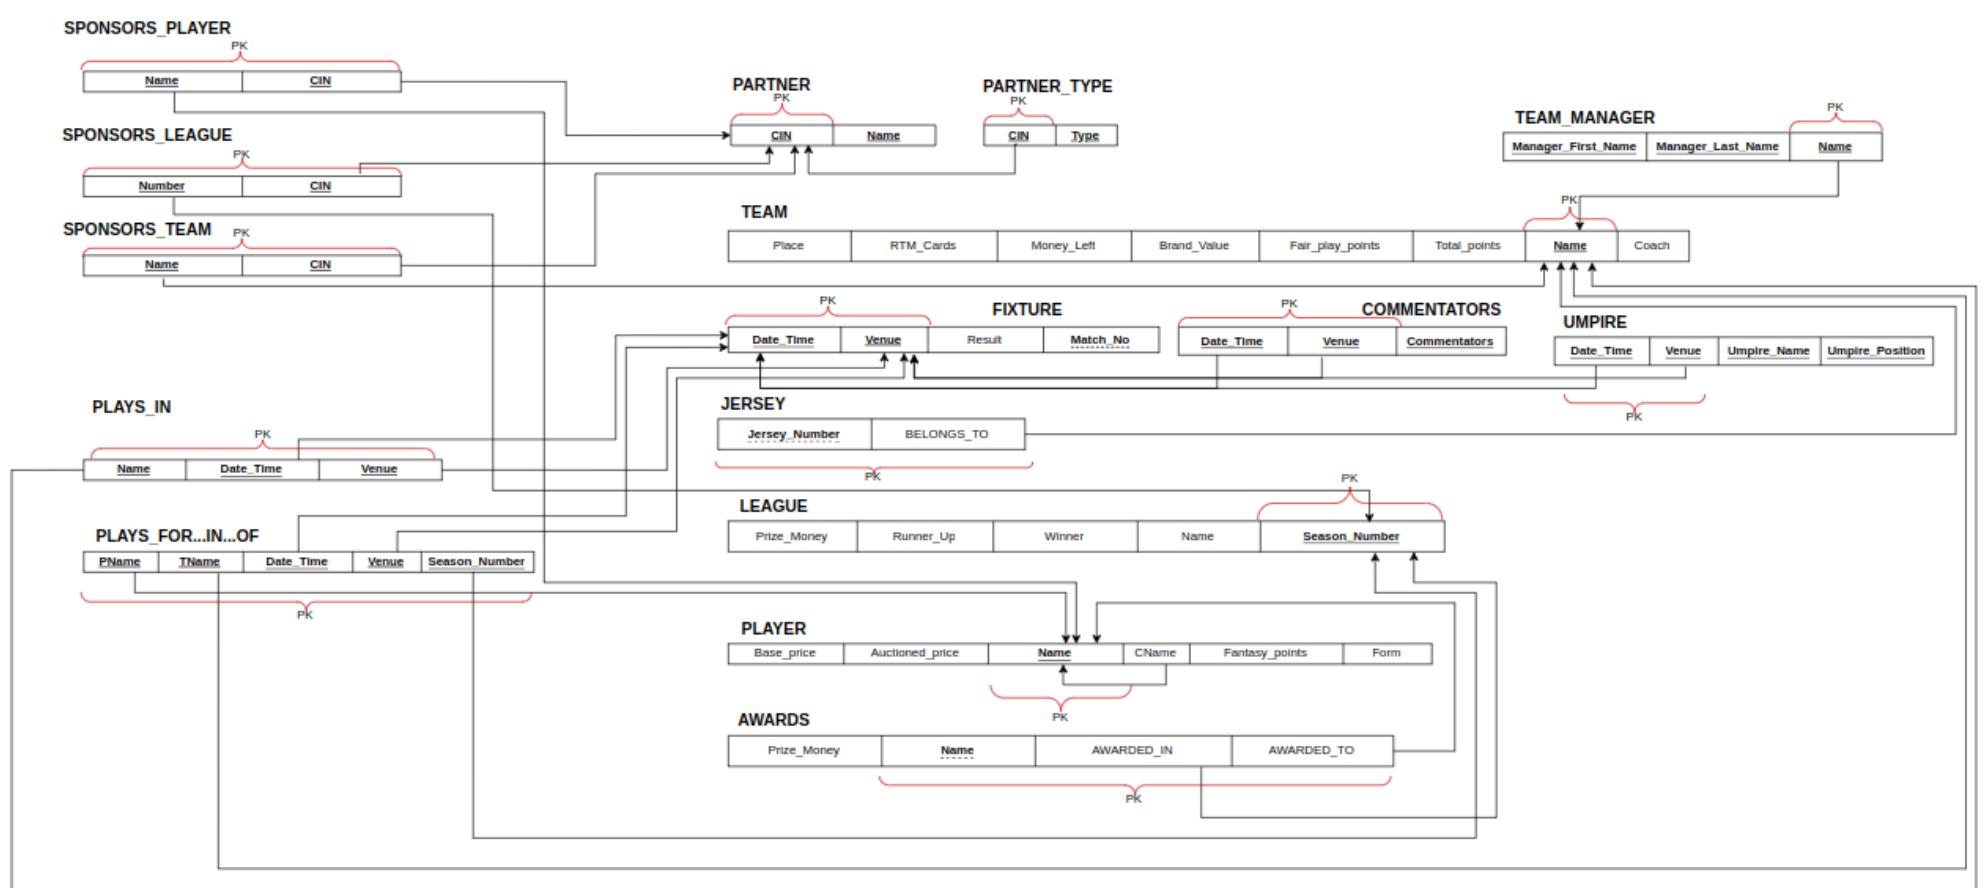 SPONSORS_PLAYER
PK
Name CIN
SPONSORS_LEAGUE
PK
Number CIN
SPONSORS_TEAM PK
Name CIN
PARTNER
PK
CIN Name
PARTNER_TYPE
PK
CIN Type
TEAM_MANAGER
PK
Manager_First_Name Manager_Last_Name Name
TEAM
PK
Place RTM_Cards Money_Left Brand_Value Fair_play_points Total_points Name Coach
FIXTURE
PK
Date_Time Venue Result Match_No
COMMENTATORS
PK
Date_Time Venue Commentators
UMPIRE
Date_Time Venue Umpire_Name Umpire_Position
PK
JERSEY
Jersey_Number BELONGS_TO
PK
PLAYS_IN
PK
Name Date_Time Venue
LEAGUE
PK
Prize_Money Runner_Up Winner Name Season_Number
PLAYS_FOR...IN...OF
PName TName Date_Time Venue Season_Number
PK
PLAYER
Base_price Auctioned_price Name CName Fantasy_points Form
PK
AWARDS
Prize_Money Name AWARDED_IN AWARDED_TO
PK